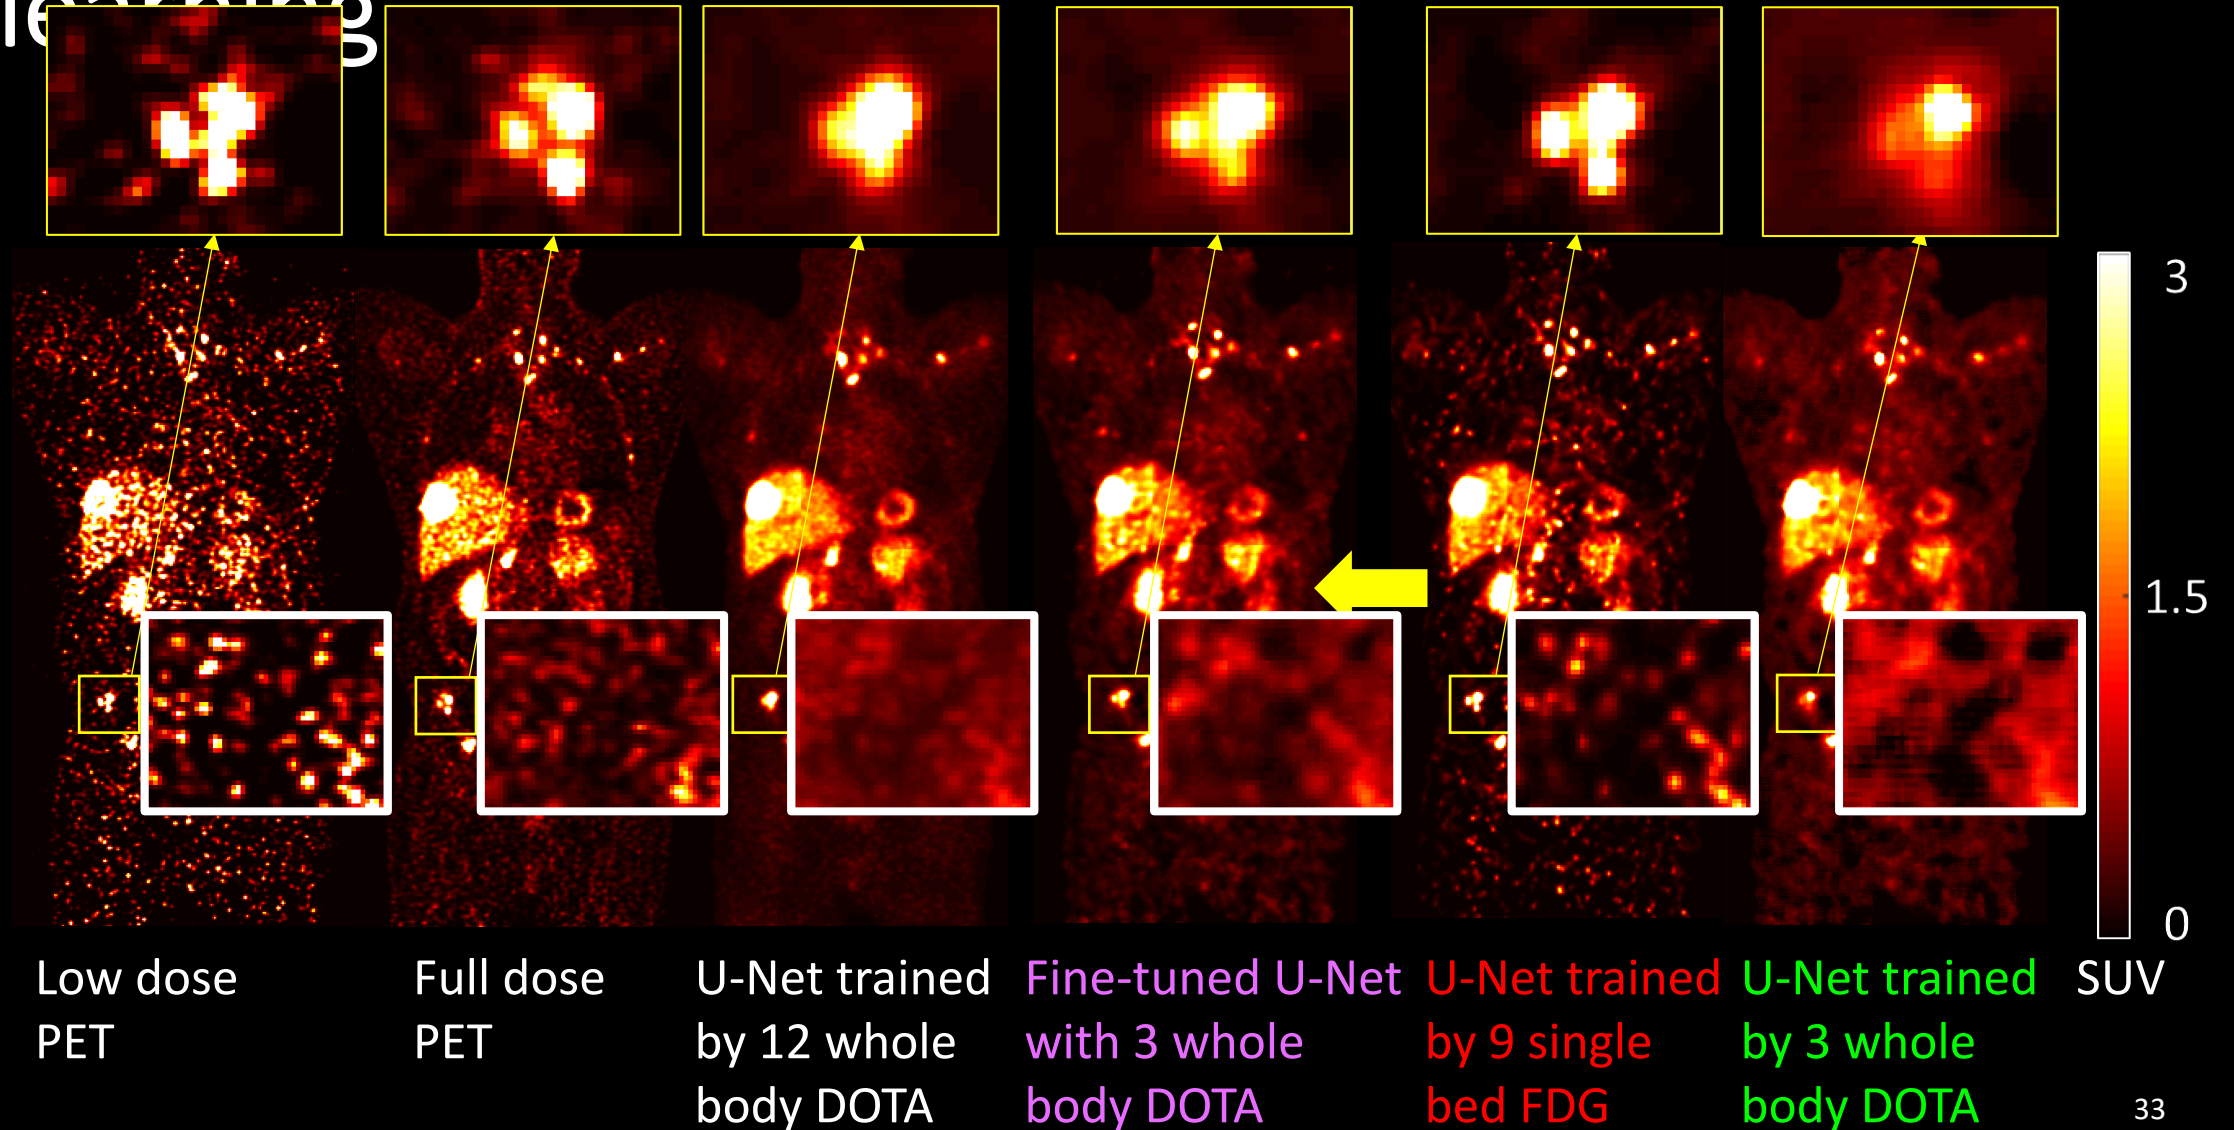 learning
3
1.5
0
SUV
Low dose
PET
Full dose
PET
U-Net trained
by 12 whole
body DOTA
Fine-tuned U-Net
with 3 whole
body DOTA
U-Net trained
by 9 single
bed FDG
U-Net trained
by 3 whole
body DOTA
33